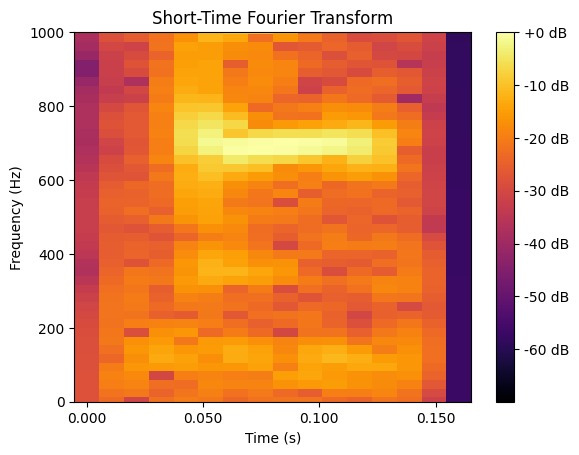 Short-Time Fourier Transform
1000
800
600
400
200
0
Frequency (Hz)
0.000
0.050
0.100
0.150
Time (s)
+0 dB
-10 dB
-20 dB
-30 dB
-40 dB
-50 dB
-60 dB